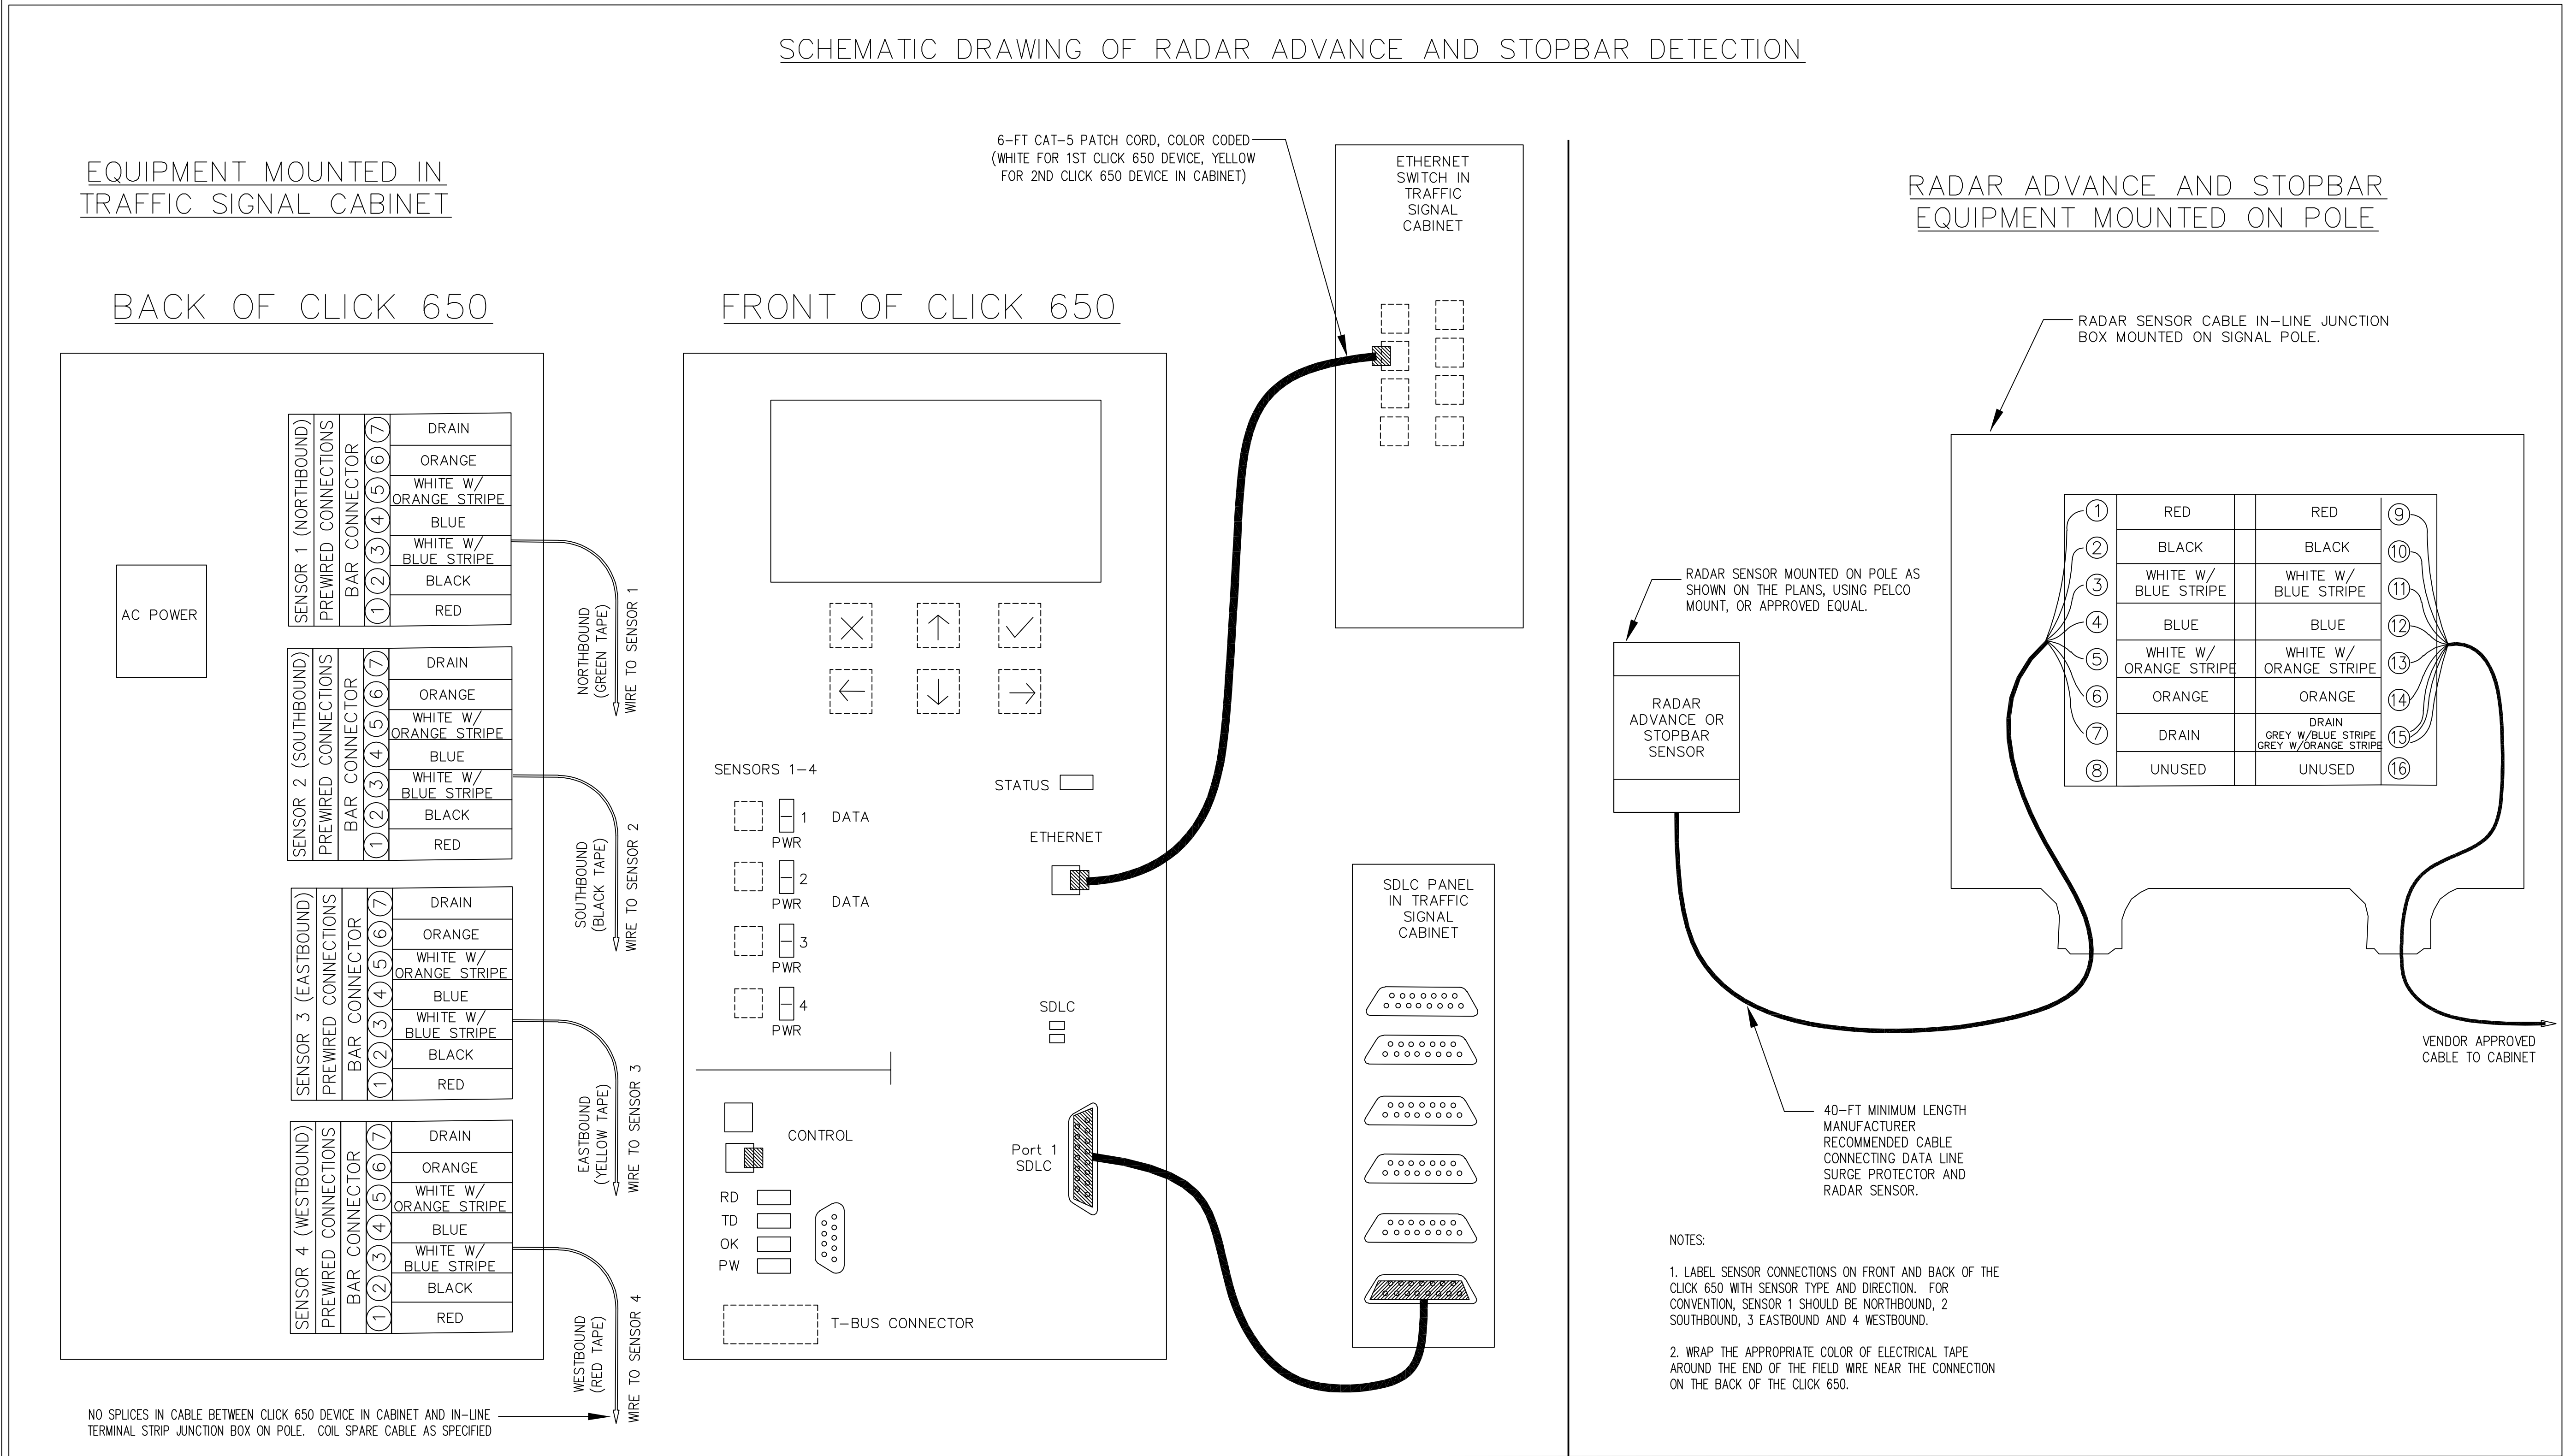 SCHEMATIC DRAWING OF RADAR ADVANCE AND STOPBAR DETECTION
EQUIPMENT MOUNTED IN
TRAFFIC SIGNAL CABINET
BACK OF CLICK 650
AC POWER
SENSOR 1 (NORTHBOUND)
PREWIRED CONNECTIONS
BAR CONNECTOR
7 DRAIN
6 ORANGE
5 WHITE W/
ORANGE STRIPE
4 BLUE
3 WHITE W/
BLUE STRIPE
2 BLACK
1 RED
NORTHBOUND
(GREEN TAPE)
WIRE TO SENSOR 1
SENSOR 2 (SOUTHBOUND)
PREWIRED CONNECTIONS
BAR CONNECTOR
7 DRAIN
6 ORANGE
5 WHITE W/
ORANGE STRIPE
4 BLUE
3 WHITE W/
BLUE STRIPE
2 BLACK
1 RED
SOUTHBOUND
(BLACK TAPE)
WIRE TO SENSOR 2
SENSOR 3 (EASTBOUND)
PREWIRED CONNECTIONS
BAR CONNECTOR
7 DRAIN
6 ORANGE
5 WHITE W/
ORANGE STRIPE
4 BLUE
3 WHITE W/
BLUE STRIPE
2 BLACK
1 RED
EASTBOUND
(YELLOW TAPE)
WIRE TO SENSOR 3
SENSOR 4 (WESTBOUND)
PREWIRED CONNECTIONS
BAR CONNECTOR
7 DRAIN
6 ORANGE
5 WHITE W/
ORANGE STRIPE
4 BLUE
3 WHITE W/
BLUE STRIPE
2 BLACK
1 RED
WESTBOUND
(RED TAPE)
WIRE TO SENSOR 4
NO SPLICES IN CABLE BETWEEN CLICK 650 DEVICE IN CABINET AND IN-LINE
TERMINAL STRIP JUNCTION BOX ON POLE. COIL SPARE CABLE AS SPECIFIED
FRONT OF CLICK 650
SENSORS 1-4
1 DATA
PWR
2
PWR DATA
3
PWR
4
PWR
STATUS
ETHERNET
SDLC
CONTROL
Port 1
SDLC
RD
TD
OK
PW
T-BUS CONNECTOR
6-FT CAT-5 PATCH CORD, COLOR CODED
(WHITE FOR 1ST CLICK 650 DEVICE, YELLOW
FOR 2ND CLICK 650 DEVICE IN CABINET)
ETHERNET
SWITCH IN
TRAFFIC
SIGNAL
CABINET
SDLC PANEL
IN TRAFFIC
SIGNAL
CABINET
RADAR ADVANCE AND STOPBAR
EQUIPMENT MOUNTED ON POLE
RADAR SENSOR CABLE IN-LINE JUNCTION
BOX MOUNTED ON SIGNAL POLE.
RADAR SENSOR MOUNTED ON POLE AS
SHOWN ON THE PLANS, USING PELCO
MOUNT, OR APPROVED EQUAL.
RADAR
ADVANCE OR
STOPBAR
SENSOR
1 RED RED 9
2 BLACK BLACK 10
3 WHITE W/ WHITE W/ 11
BLUE STRIPE BLUE STRIPE
4 BLUE BLUE 12
5 WHITE W/ WHITE W/ 13
ORANGE STRIPE ORANGE STRIPE
6 ORANGE ORANGE 14
7 DRAIN DRAIN
GREY W/BLUE STRIPE 15
GREY W/ORANGE STRIPE
8 UNUSED UNUSED 16
VENDOR APPROVED
CABLE TO CABINET
40-FT MINIMUM LENGTH
MANUFACTURER
RECOMMENDED CABLE
CONNECTING DATA LINE
SURGE PROTECTOR AND
RADAR SENSOR.
NOTES:
1. LABEL SENSOR CONNECTIONS ON FRONT AND BACK OF THE
CLICK 650 WITH SENSOR TYPE AND DIRECTION. FOR
CONVENTION, SENSOR 1 SHOULD BE NORTHBOUND, 2
SOUTHBOUND, 3 EASTBOUND AND 4 WESTBOUND.
2. WRAP THE APPROPRIATE COLOR OF ELECTRICAL TAPE
AROUND THE END OF THE FIELD WIRE NEAR THE CONNECTION
ON THE BACK OF THE CLICK 650.